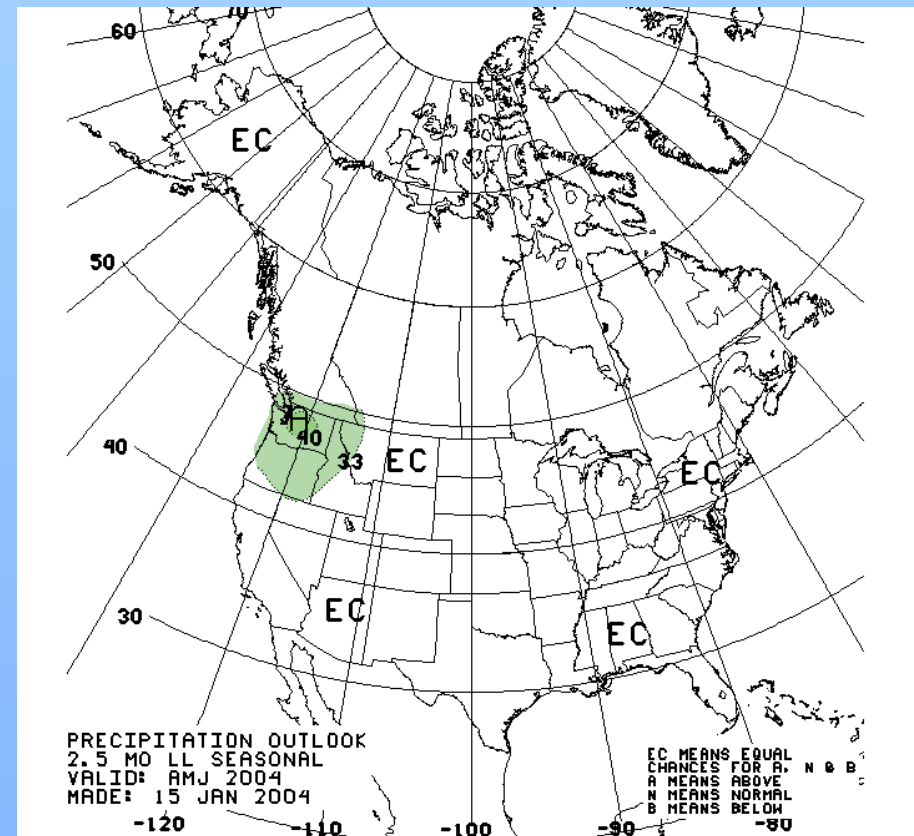 70
60
EC
50
40
A
40
33
EC
EC
EC
30
EC
PRECIPITATION OUTLOOK
2.5 MO LL SEASONAL
VALID: AMJ 2004
MADE: 15 JAN 2004
EC MEANS EQUAL
CHANCES FOR A, N & B
A MEANS ABOVE
N MEANS NORMAL
B MEANS BELOW
-120
-110
-100
-90
-80